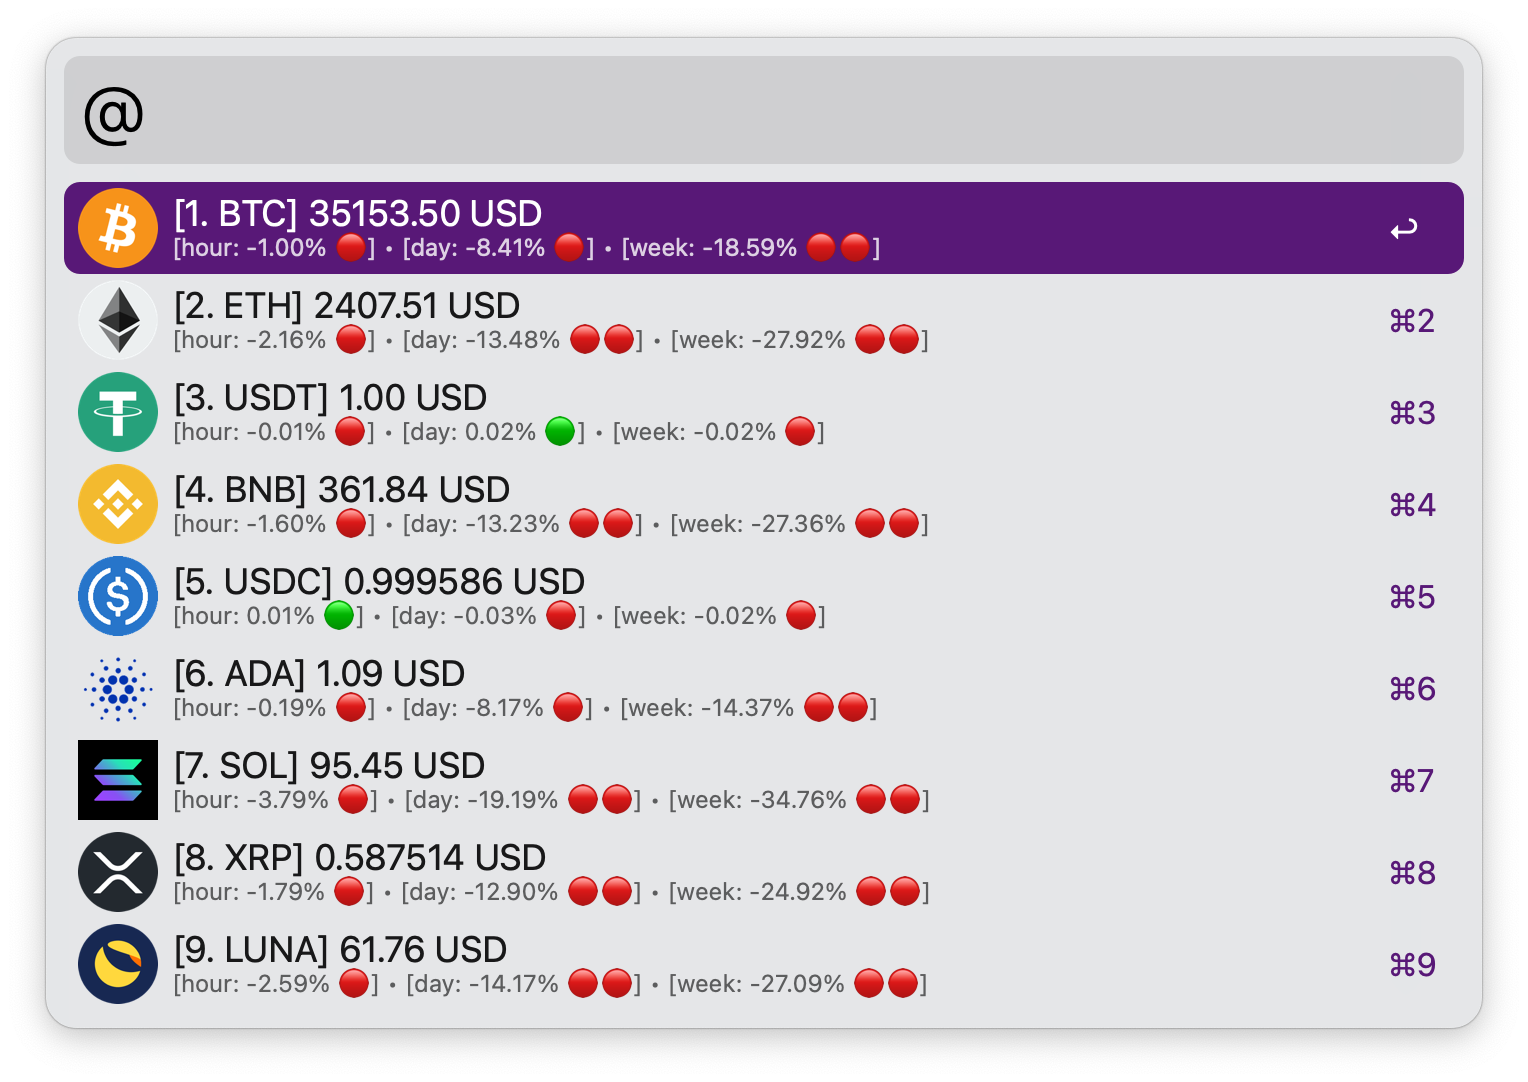 @
[1. BTC] 35153.50 USD
[hour: -1.00% 🔴] • [day: -8.41% 🔴] • [week: -18.59% 🔴🔴]
[2. ETH] 2407.51 USD
[hour: -2.16% 🔴] • [day: -13.48% 🔴🔴] • [week: -27.92% 🔴🔴]
⌘2
[3. USDT] 1.00 USD
[hour: -0.01% 🔴] • [day: 0.02% 🟢] • [week: -0.02% 🔴]
⌘3
[4. BNB] 361.84 USD
[hour: -1.60% 🔴] • [day: -13.23% 🔴🔴] • [week: -27.36% 🔴🔴]
⌘4
[5. USDC] 0.999586 USD
[hour: 0.01% 🟢] • [day: -0.03% 🔴] • [week: -0.02% 🔴]
⌘5
[6. ADA] 1.09 USD
[hour: -0.19% 🔴] • [day: -8.17% 🔴] • [week: -14.37% 🔴🔴]
⌘6
[7. SOL] 95.45 USD
[hour: -3.79% 🔴] • [day: -19.19% 🔴🔴] • [week: -34.76% 🔴🔴]
⌘7
[8. XRP] 0.587514 USD
[hour: -1.79% 🔴] • [day: -12.90% 🔴🔴] • [week: -24.92% 🔴🔴]
⌘8
[9. LUNA] 61.76 USD
[hour: -2.59% 🔴] • [day: -14.17% 🔴🔴] • [week: -27.09% 🔴🔴]
⌘9